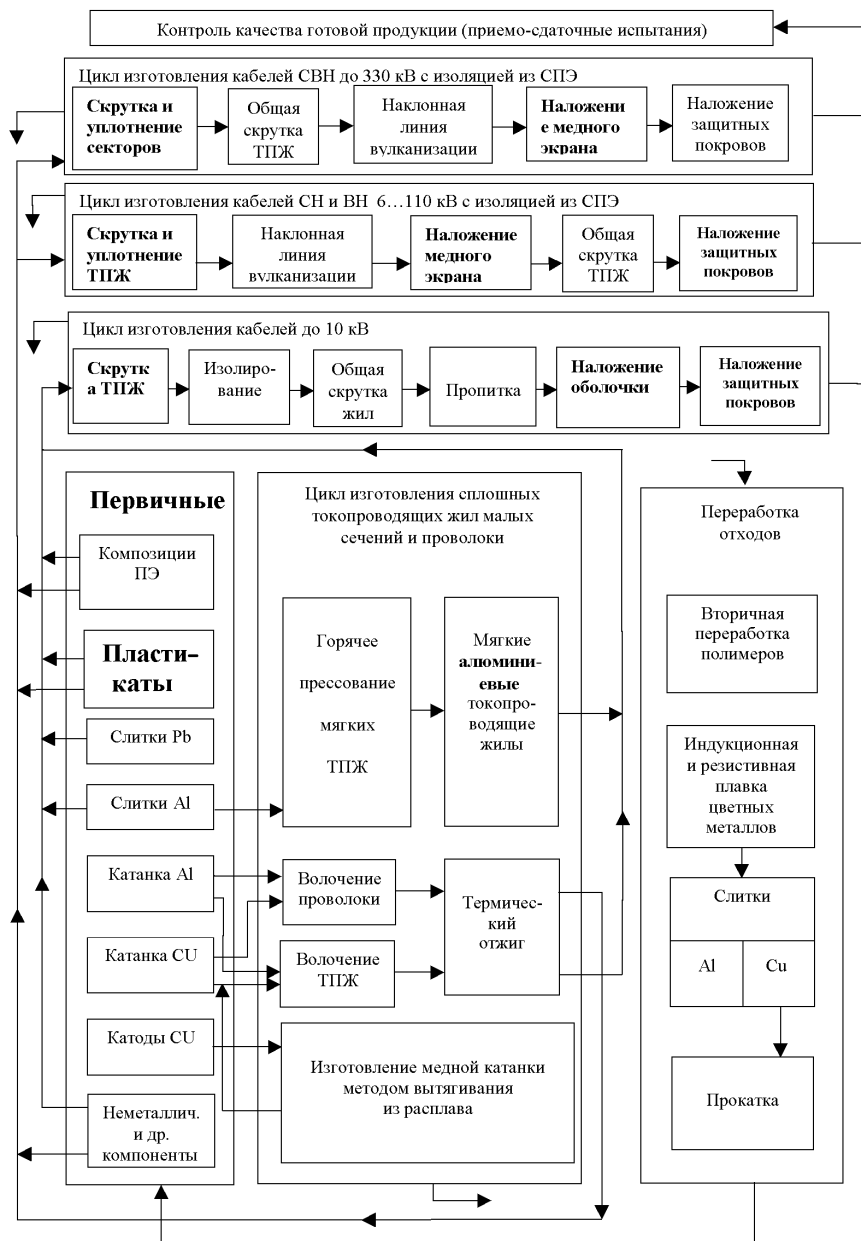 Контроль качества готовой продукции (приемо-сдаточные испытания)
Цикл изготовления кабелей СВН до 330 кВ с изоляцией из СПЭ
Скрутка и
уплотнение
секторов
Общая
скрутка
ТПЖ
Наклонная
линия
вулканизации
Наложени
е медного
экрана
Наложение
защитных
покровов
Цикл изготовления кабелей СН и ВН 6…110 кВ с изоляцией из СПЭ
Скрутка и
уплотнение
ТПЖ
Наклонная
линия
вулканизации
Наложение
медного
экрана
Общая
скрутка
ТПЖ
Наложение
защитных
покровов
Цикл изготовления кабелей до 10 кВ
Скрутк
а ТПЖ
Изолиро-
вание
Общая
скрутка
жил
Пропитка
Наложение
оболочки
Наложение
защитных
покровов
Первичные
Композиции
ПЭ
Пласти-
каты
Слитки Pb
Слитки Al
Катанка Al
Катанка CU
Катоды CU
Неметаллич.
и др.
компоненты
Цикл изготовления сплошных
токопроводящих жил малых
сечений и проволоки
Горячее
прессование
мягких
ТПЖ
Мягкие
алюмини-
евые
токопро-
водящие
жилы
Волочение
проволоки
Волочение
ТПЖ
Термический
отжиг
Изготовление медной катанки
методом вытягивания
из расплава
Переработка
отходов
Вторичная
переработка
полимеров
Индукционная
и резистивная
плавка
цветных
металлов
Слитки
Al
Cu
Прокатка